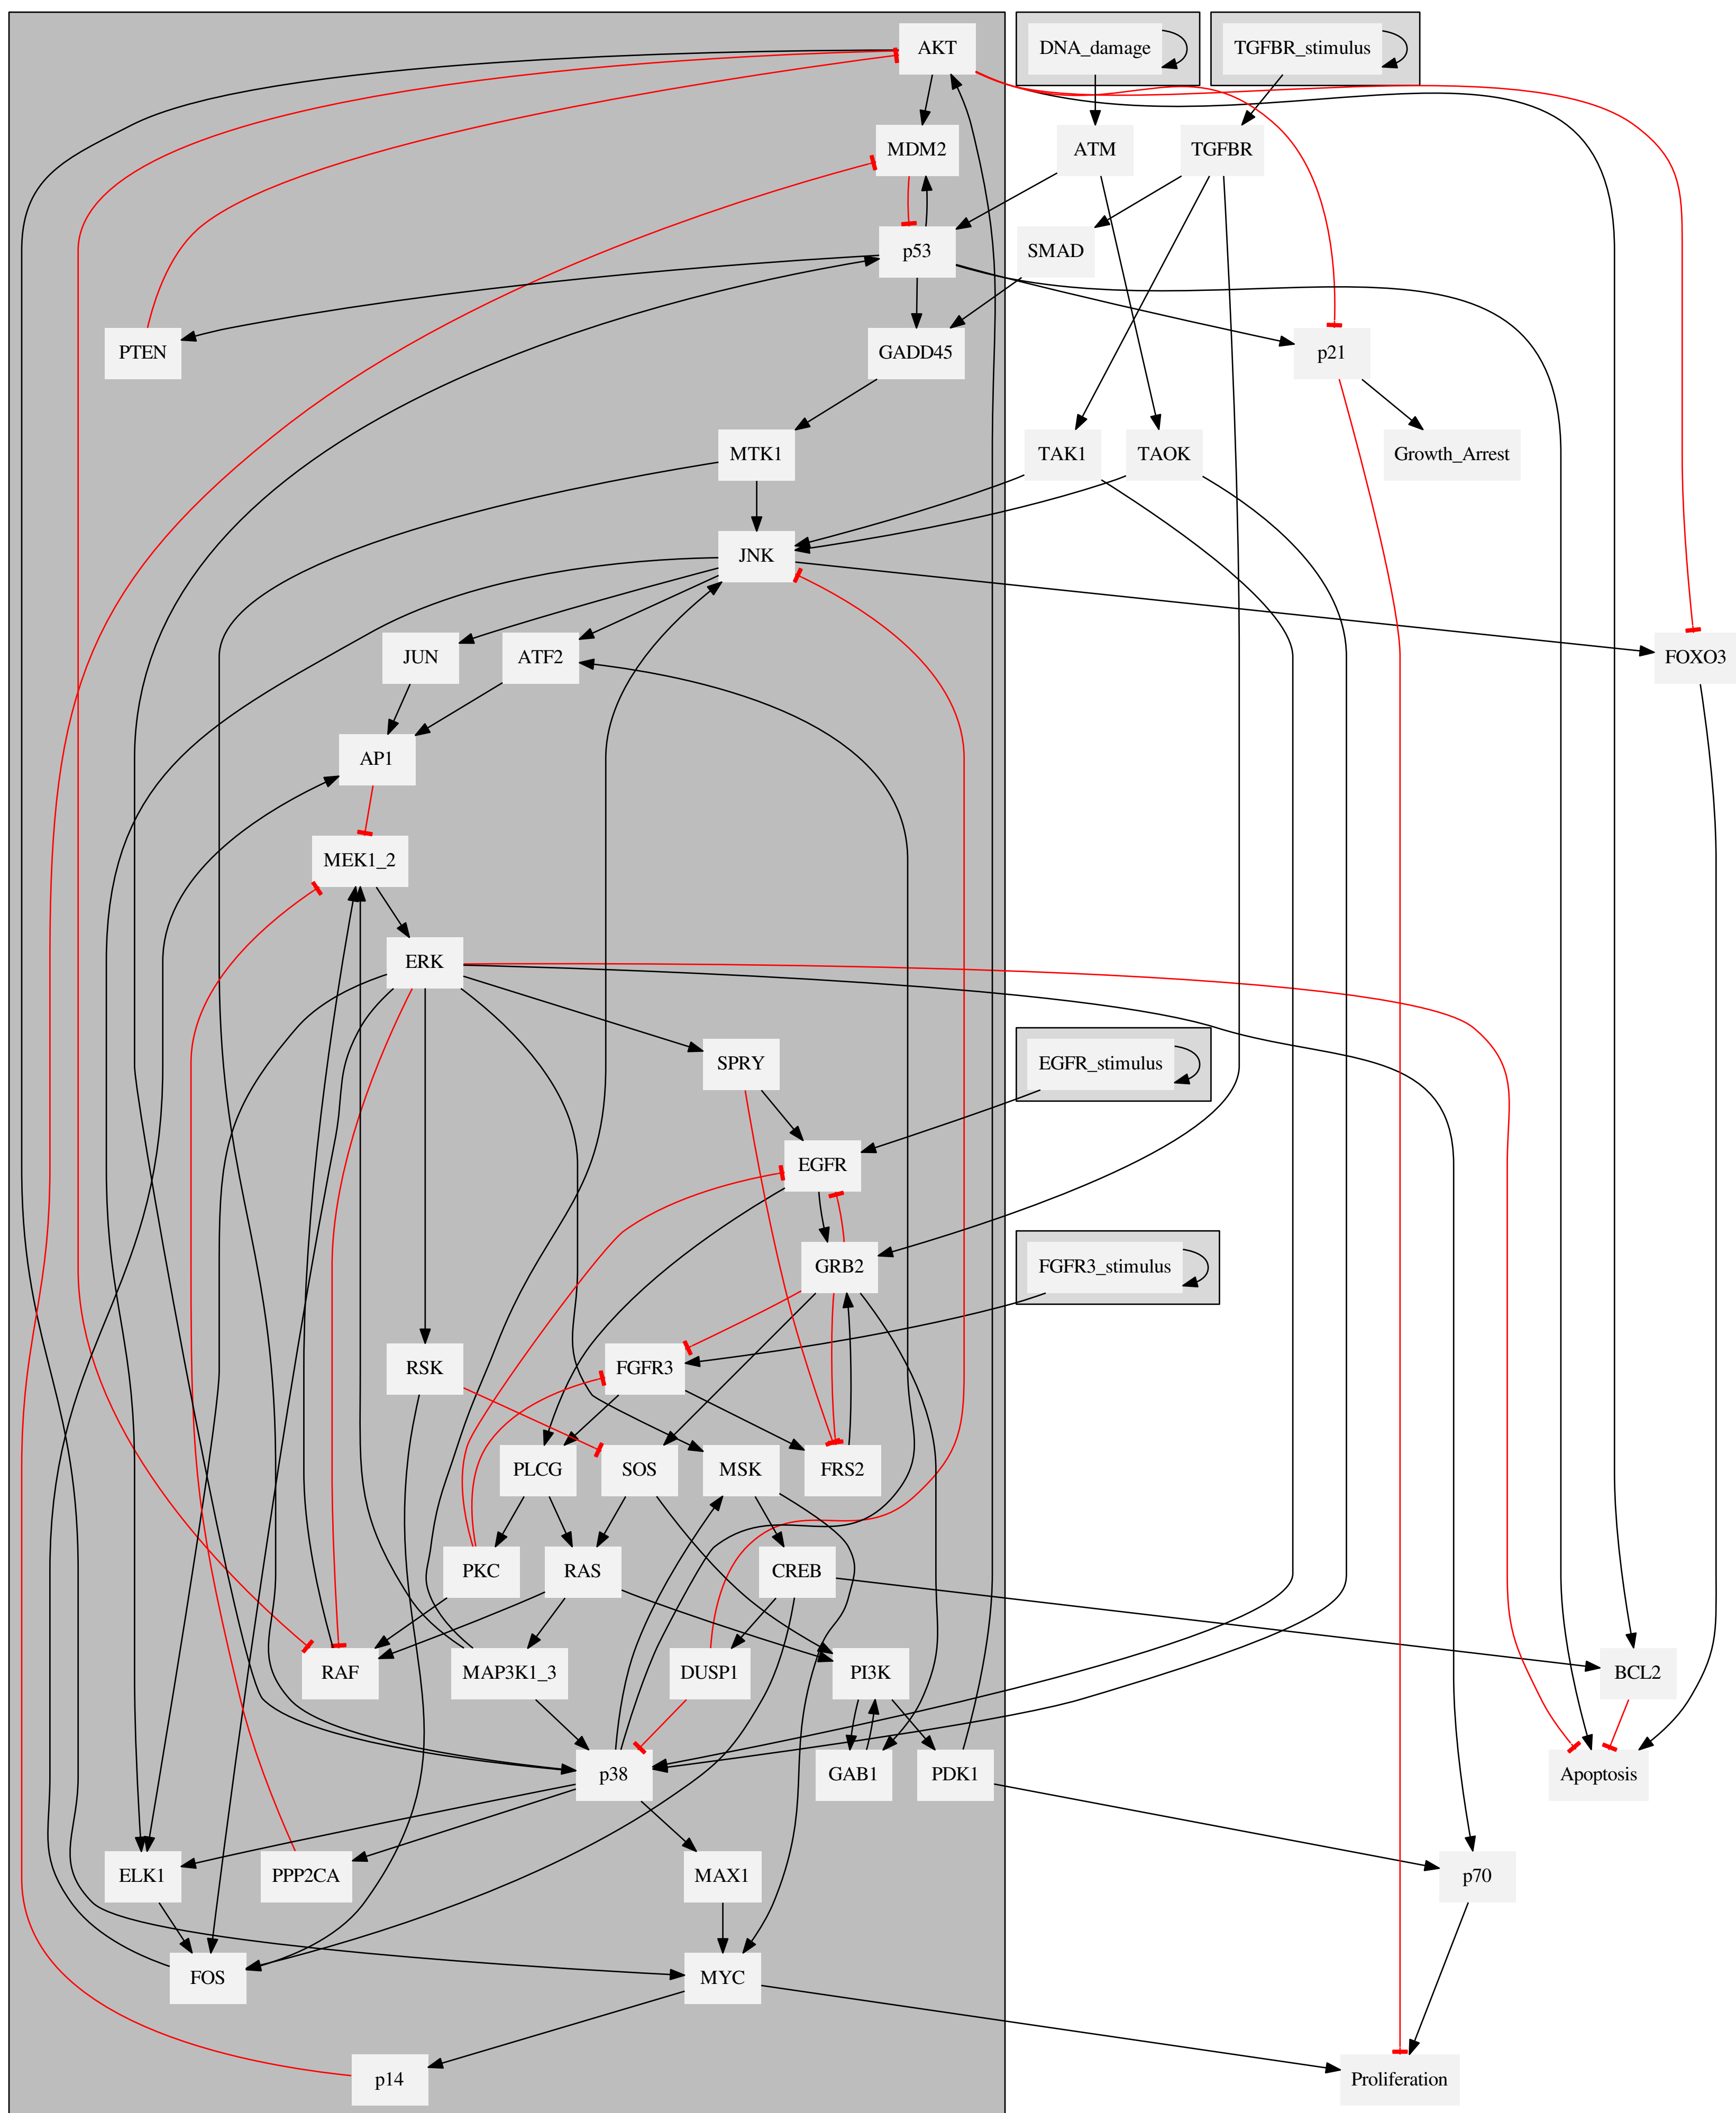 AKT
DNA_damage
TGFBR_stimulus
MDM2
ATM
TGFBR
p53
SMAD
PTEN
GADD45
p21
MTK1
TAK1
TAOK
Growth_Arrest
JNK
JUN
ATF2
FOXO3
AP1
MEK1_2
ERK
SPRY
EGFR_stimulus
EGFR
GRB2
FGFR3_stimulus
RSK
FGFR3
PLCG
SOS
MSK
FRS2
PKC
RAS
CREB
RAF
MAP3K1_3
DUSP1
PI3K
BCL2
p38
GAB1
PDK1
Apoptosis
ELK1
PPP2CA
MAX1
p70
FOS
MYC
p14
Proliferation